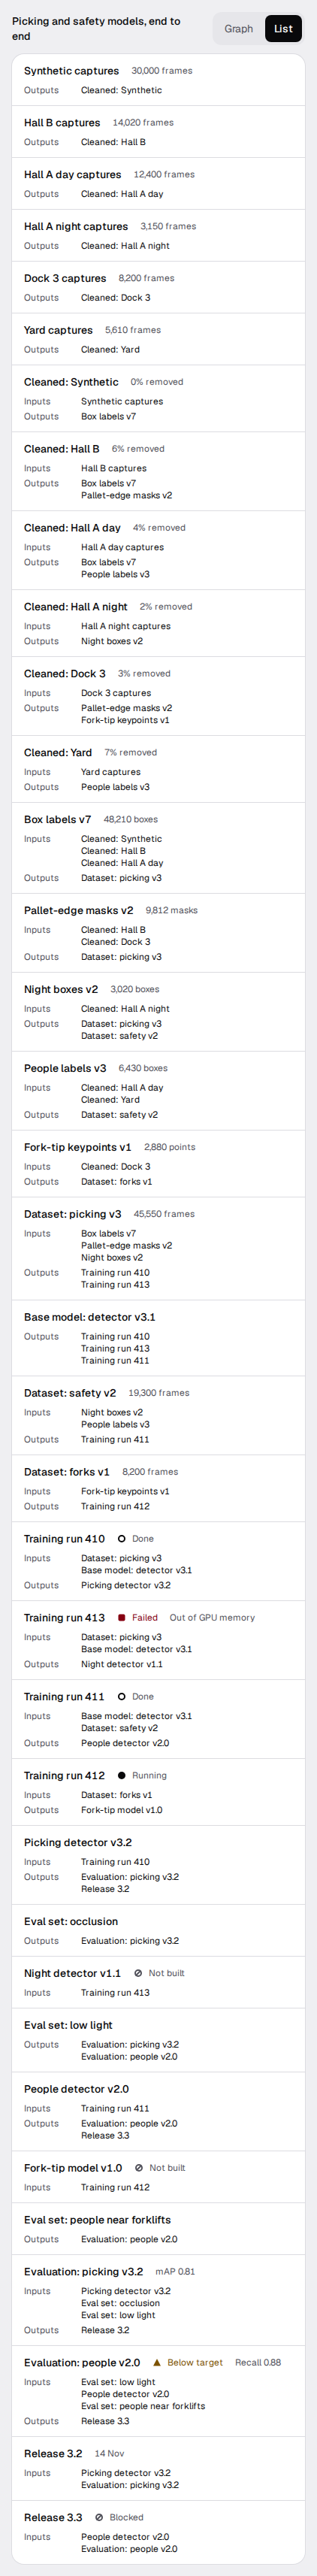 Picking and safety models, end to
end
Graph
List
Synthetic captures 30,000 frames
Outputs Cleaned: Synthetic
Hall B captures 14,020 frames
Outputs Cleaned: Hall B
Hall A day captures 12,400 frames
Outputs Cleaned: Hall A day
Hall A night captures 3,150 frames
Outputs Cleaned: Hall A night
Dock 3 captures 8,200 frames
Outputs Cleaned: Dock 3
Yard captures 5,610 frames
Outputs Cleaned: Yard
Cleaned: Synthetic 0% removed
Inputs Synthetic captures
Outputs Box labels v7
Cleaned: Hall B 6% removed
Inputs Hall B captures
Outputs Box labels v7
Pallet-edge masks v2
Cleaned: Hall A day 4% removed
Inputs Hall A day captures
Outputs Box labels v7
People labels v3
Cleaned: Hall A night 2% removed
Inputs Hall A night captures
Outputs Night boxes v2
Cleaned: Dock 3 3% removed
Inputs Dock 3 captures
Outputs Pallet-edge masks v2
Fork-tip keypoints v1
Cleaned: Yard 7% removed
Inputs Yard captures
Outputs People labels v3
Box labels v7 48,210 boxes
Inputs Cleaned: Synthetic
Cleaned: Hall B
Cleaned: Hall A day
Outputs Dataset: picking v3
Pallet-edge masks v2 9,812 masks
Inputs Cleaned: Hall B
Cleaned: Dock 3
Outputs Dataset: picking v3
Night boxes v2 3,020 boxes
Inputs Cleaned: Hall A night
Outputs Dataset: picking v3
Dataset: safety v2
People labels v3 6,430 boxes
Inputs Cleaned: Hall A day
Cleaned: Yard
Outputs Dataset: safety v2
Fork-tip keypoints v1 2,880 points
Inputs Cleaned: Dock 3
Outputs Dataset: forks v1
Dataset: picking v3 45,550 frames
Inputs Box labels v7
Pallet-edge masks v2
Night boxes v2
Outputs Training run 410
Training run 413
Base model: detector v3.1
Outputs Training run 410
Training run 413
Training run 411
Dataset: safety v2 19,300 frames
Inputs Night boxes v2
People labels v3
Outputs Training run 411
Dataset: forks v1 8,200 frames
Inputs Fork-tip keypoints v1
Outputs Training run 412
Training run 410 Done
Inputs Dataset: picking v3
Base model: detector v3.1
Outputs Picking detector v3.2
Training run 413 Failed Out of GPU memory
Inputs Dataset: picking v3
Base model: detector v3.1
Outputs Night detector v1.1
Training run 411 Done
Inputs Base model: detector v3.1
Dataset: safety v2
Outputs People detector v2.0
Training run 412 Running
Inputs Dataset: forks v1
Outputs Fork-tip model v1.0
Picking detector v3.2
Inputs Training run 410
Outputs Evaluation: picking v3.2
Release 3.2
Eval set: occlusion
Outputs Evaluation: picking v3.2
Night detector v1.1 Not built
Inputs Training run 413
Eval set: low light
Outputs Evaluation: picking v3.2
Evaluation: people v2.0
People detector v2.0
Inputs Training run 411
Outputs Evaluation: people v2.0
Release 3.3
Fork-tip model v1.0 Not built
Inputs Training run 412
Eval set: people near forklifts
Outputs Evaluation: people v2.0
Evaluation: picking v3.2 mAP 0.81
Inputs Picking detector v3.2
Eval set: occlusion
Eval set: low light
Outputs Release 3.2
Evaluation: people v2.0 Below target Recall 0.88
Inputs Eval set: low light
People detector v2.0
Eval set: people near forklifts
Outputs Release 3.3
Release 3.2 14 Nov
Inputs Picking detector v3.2
Evaluation: picking v3.2
Release 3.3 Blocked
Inputs People detector v2.0
Evaluation: people v2.0